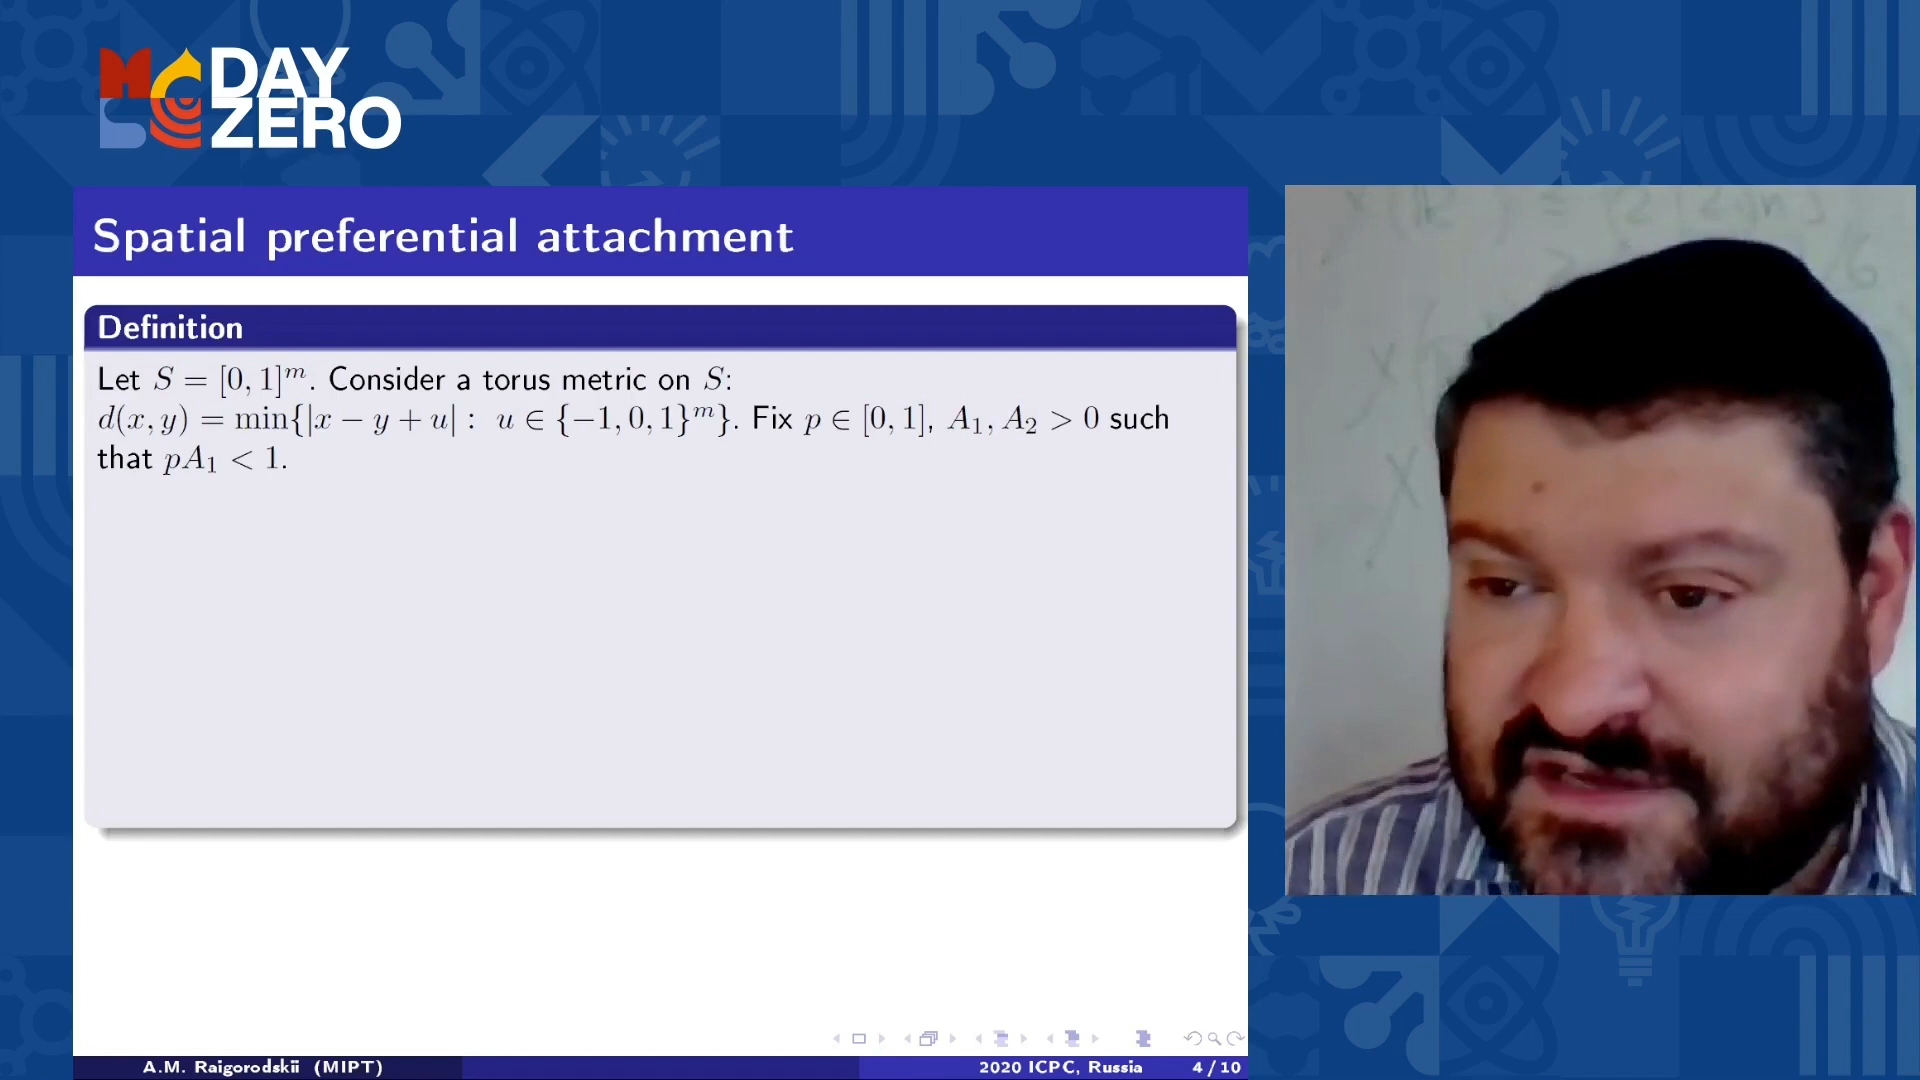 DAY
ZERO
Spatial preferential attachment
Definition
Let S = [0, 1]^m. Consider a torus metric on S:
d(x, y) = min{|x − y + u| : u ∈ {−1, 0, 1}^m}. Fix p ∈ [0, 1], A₁, A₂ > 0 such
that pA₁ < 1.
A.M. Raigorodskii (MIPT)
2020 ICPC, Russia
4 / 10